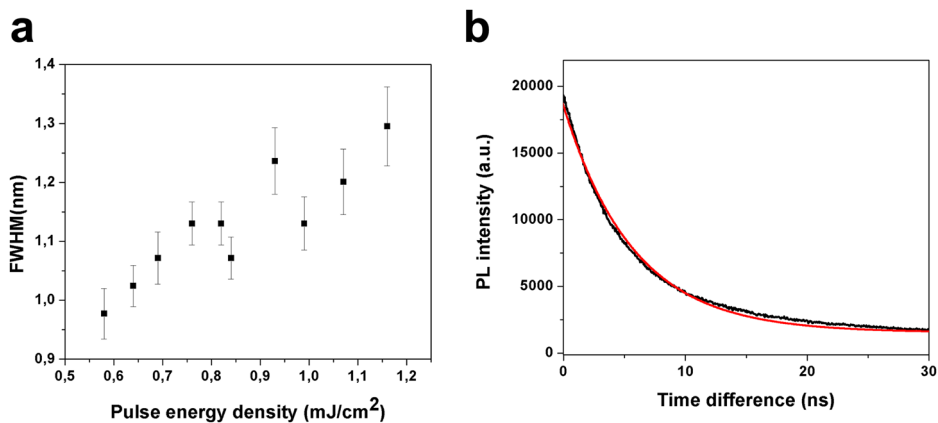 a
1,4
1,3
1,2
1,1
1,0
0,9
FWHM(nm)
0,5 0,6 0,7 0,8 0,9 1,0 1,1 1,2
Pulse energy density (mJ/cm²)
b
20000
15000
10000
5000
0
PL intensity (a.u.)
0 10 20 30
Time difference (ns)